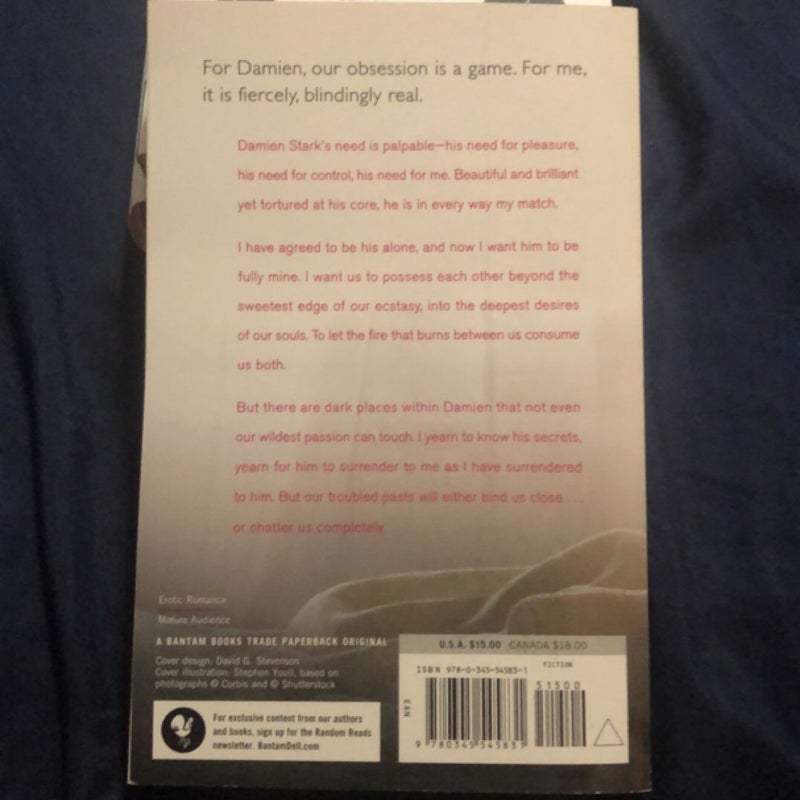 For Damien, our obsession is a game. For me,
it is fiercely, blindingly real.
Damien Stark's need is palpable—his need for pleasure,
his need for control, his need for me. Beautiful and brilliant
yet tortured at his core, he is in every way my match.
I have agreed to be his alone, and now I want him to be
fully mine. I want us to possess each other beyond the
sweetest edge of our ecstasy, into the deepest desires
of our souls. To let the fire that burns between us consume
us both.
But there are dark places within Damien that not even
our wildest passion can touch. I yearn to know his secrets,
yearn for him to surrender to me as I have surrendered
to him. But our troubled pasts will either bind us close . . .
or shatter us completely.
Erotic Romance
Mature Audience
A BANTAM BOOKS TRADE PAPERBACK ORIGINAL
Cover design: David G. Stevenson
Cover illustration: Stephen Youll, based on
photographs © Corbis and © Shutterstock
For exclusive content from our authors
and books, sign up for the Random Reads
newsletter. BantamDell.com
U.S.A. $15.00 CANADA $18.00
FICTION
ISBN 978-0-345-54583-1
51500
EAN
9 780345 545831